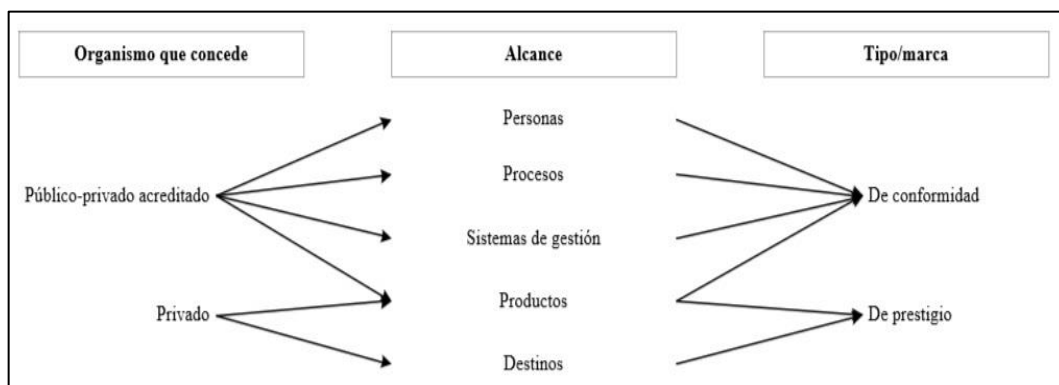 Organismo que concede
Alcance
Tipo/marca
Personas
Procesos
Público-privado acreditado
De conformidad
Sistemas de gestión
Productos
Privado
De prestigio
Destinos